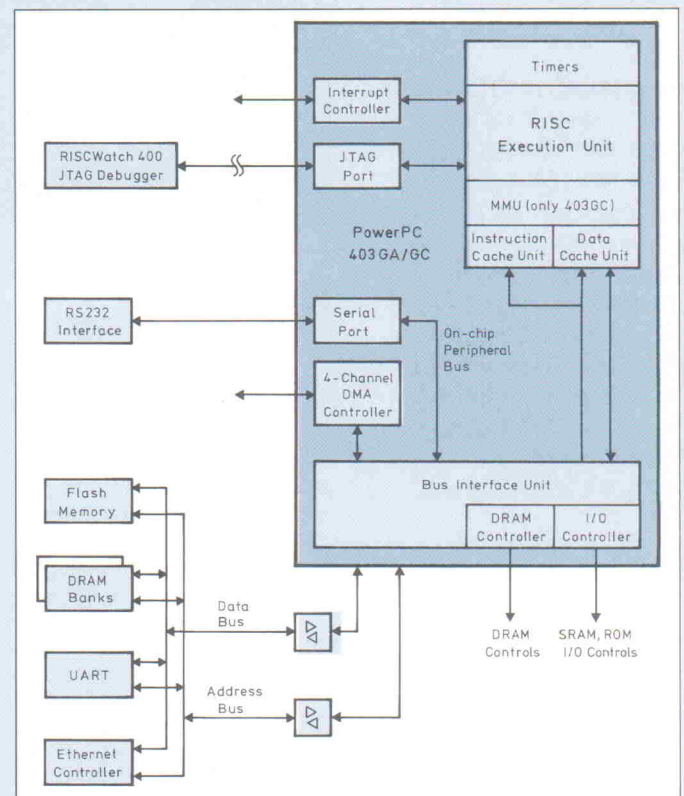 Timers
Interrupt
Controller
RISC
Execution Unit
RISCWatch 400
JTAG Debugger
JTAG
Port
MMU (only 403GC)
PowerPC
403GA/GC
Instruction
Cache Unit
Data
Cache Unit
RS232
Interface
Serial
Port
On-chip
Peripheral
Bus
4-Channel
DMA
Controller
Bus Interface Unit
Flash
Memory
DRAM
Controller
I/O
Controller
DRAM
Banks
Data
Bus
DRAM
Controls
SRAM, ROM
I/O Controls
UART
Address
Bus
Ethernet
Controller